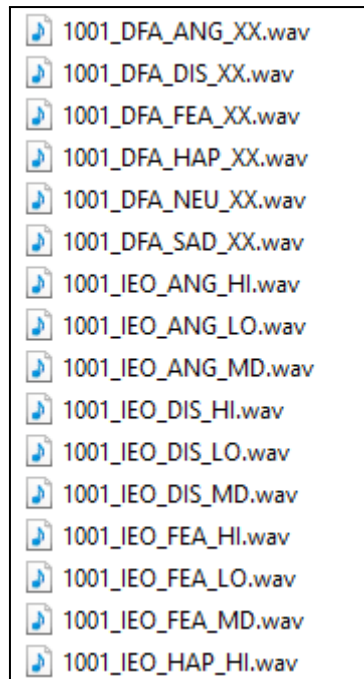 1001_DFA_ANG_XX.wav
1001_DFA_DIS_XX.wav
1001_DFA_FEA_XX.wav
1001_DFA_HAP_XX.wav
1001_DFA_NEU_XX.wav
1001_DFA_SAD_XX.wav
1001_IEO_ANG_HI.wav
1001_IEO_ANG_LO.wav
1001_IEO_ANG_MD.wav
1001_IEO_DIS_HI.wav
1001_IEO_DIS_LO.wav
1001_IEO_DIS_MD.wav
1001_IEO_FEA_HI.wav
1001_IEO_FEA_LO.wav
1001_IEO_FEA_MD.wav
1001_IEO_HAP_HI.wav